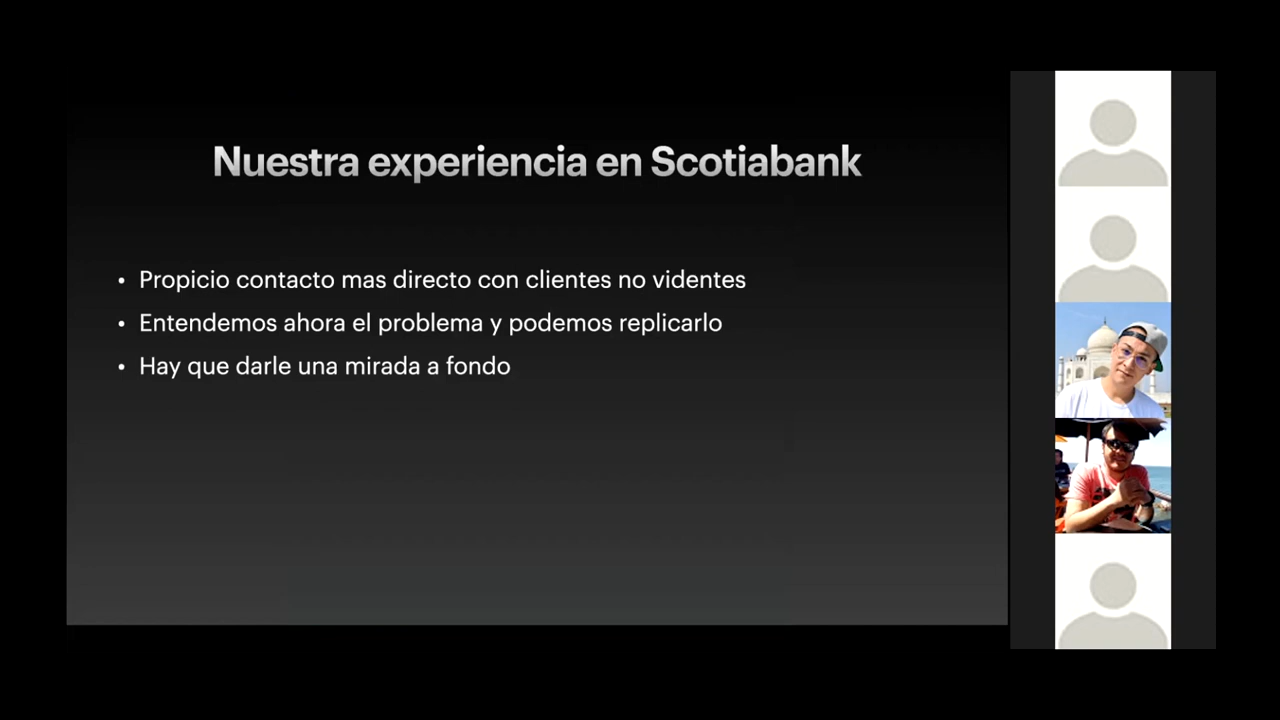 Nuestra experiencia en Scotiabank
• Propicio contacto mas directo con clientes no videntes
• Entendemos ahora el problema y podemos replicarlo
• Hay que darle una mirada a fondo